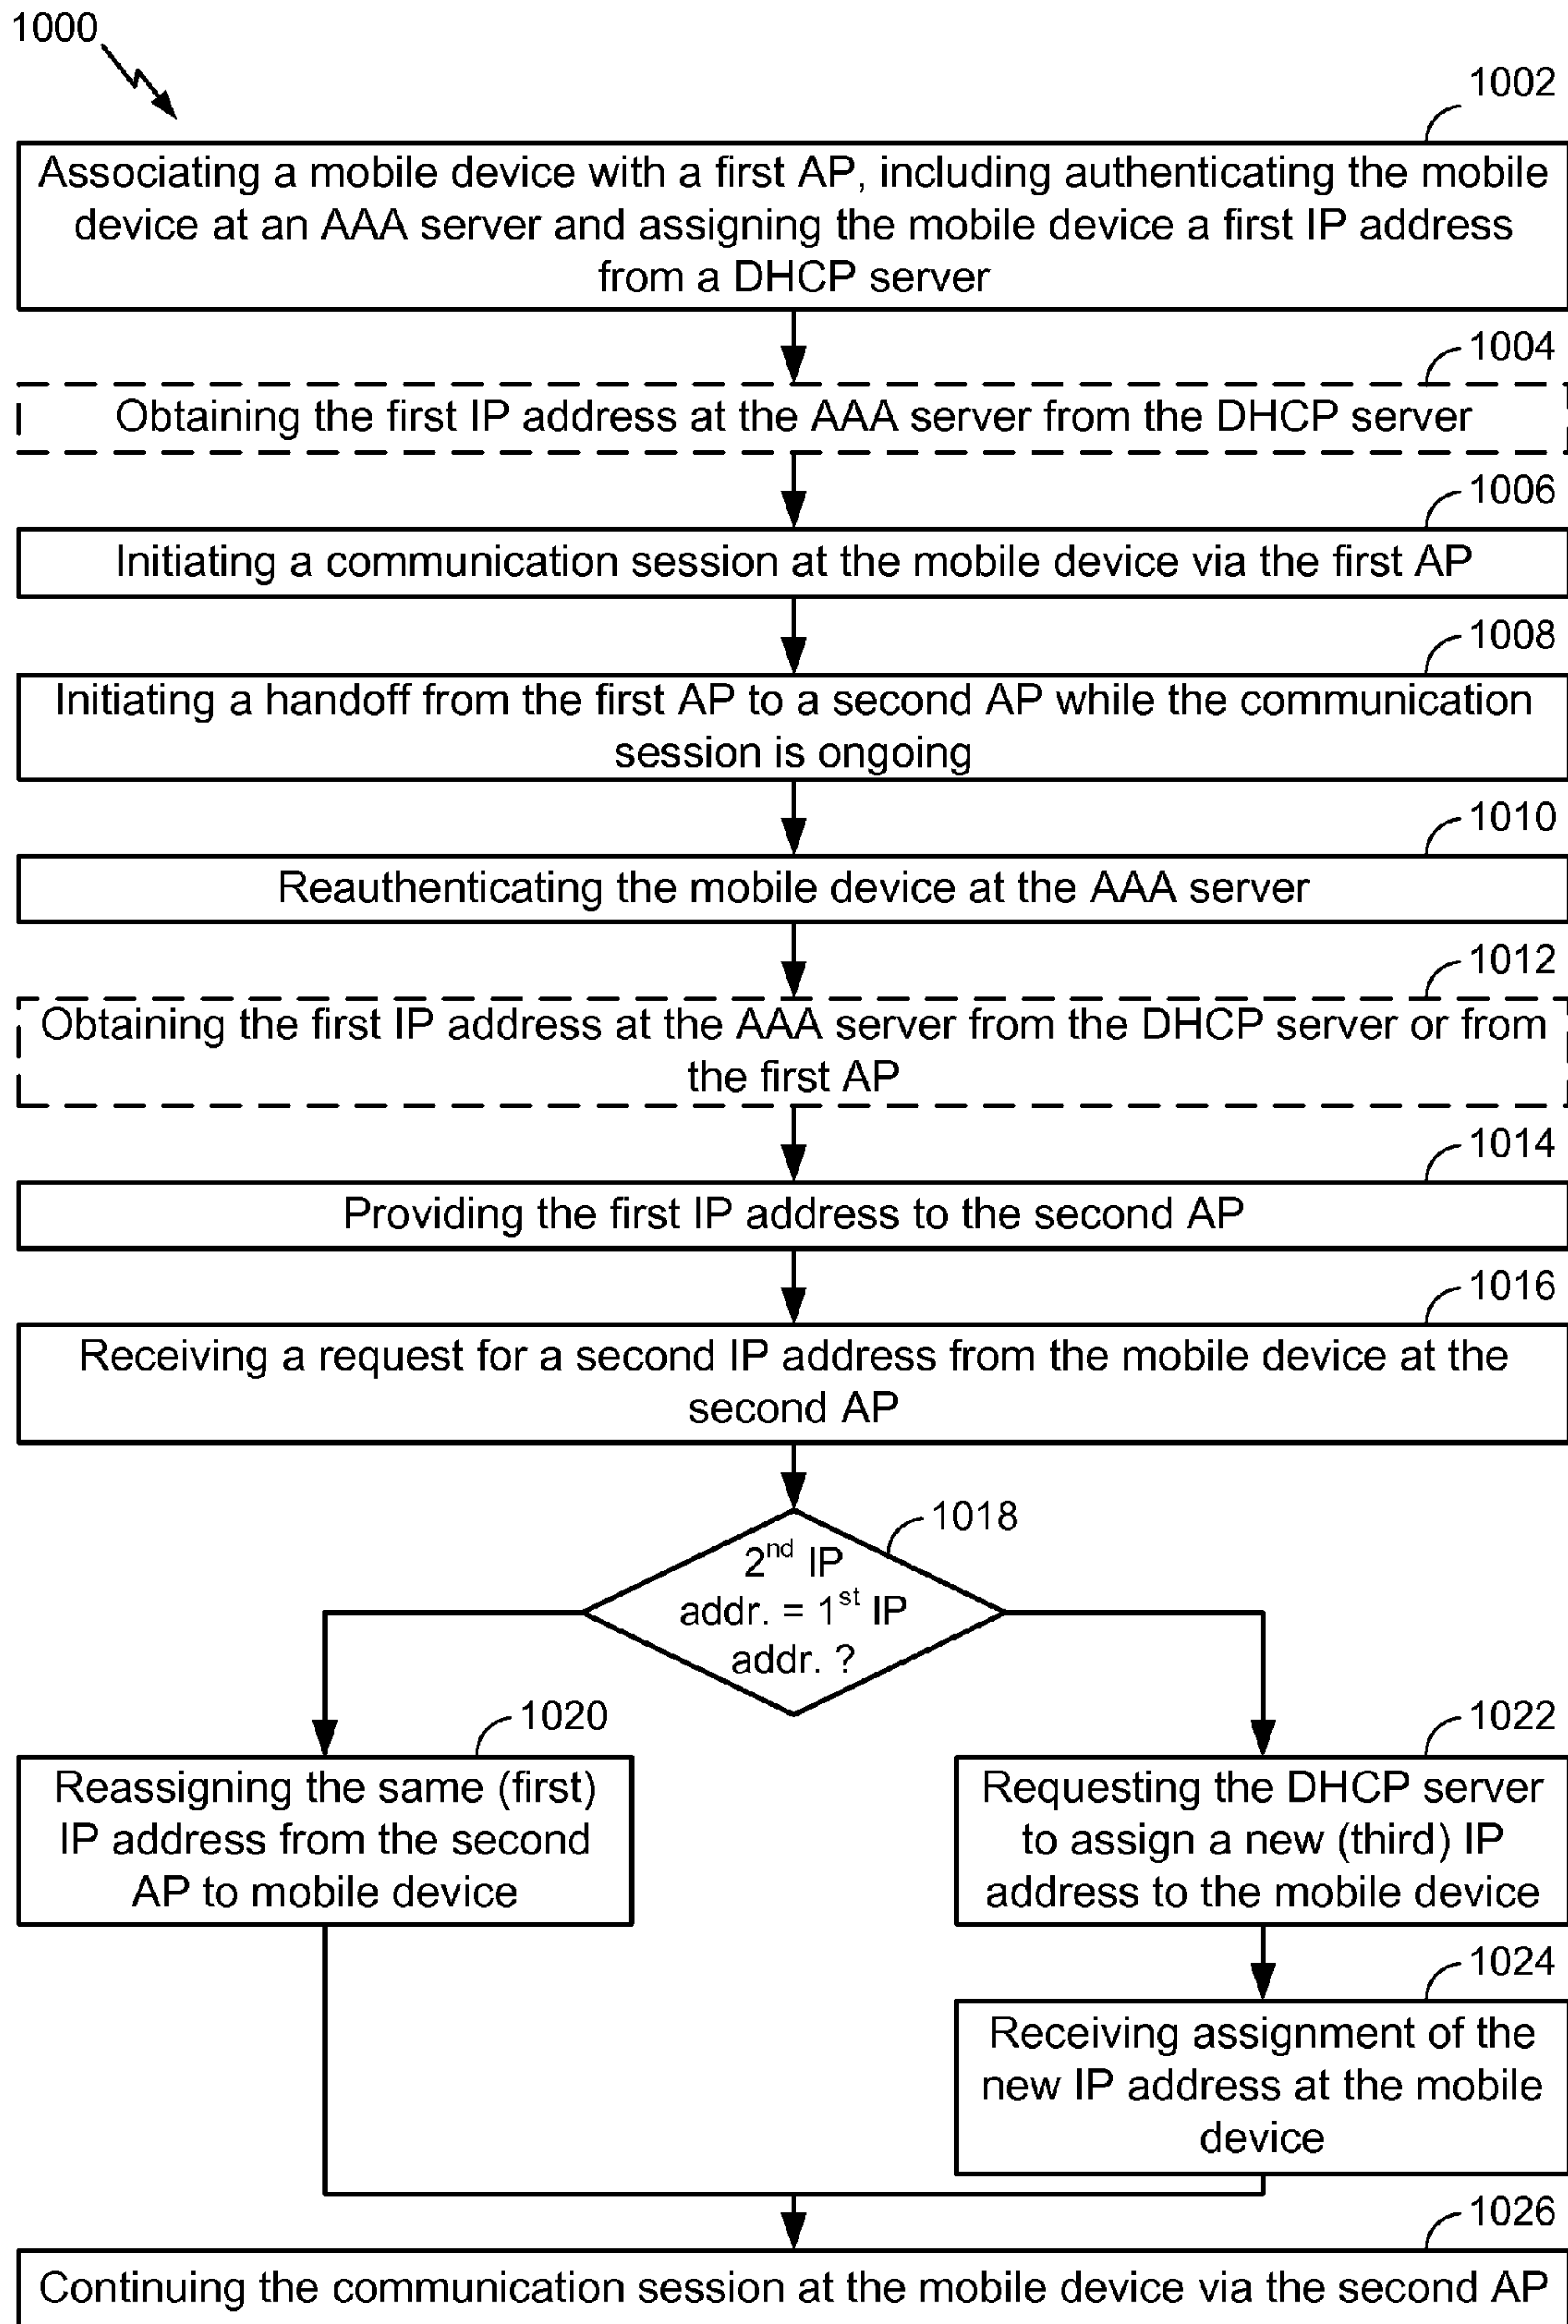 1000
1002
Associating a mobile device with a first AP, including authenticating the mobile
device at an AAA server and assigning the mobile device a first IP address
from a DHCP server
1004
Obtaining the first IP address at the AAA server from the DHCP server
1006
Initiating a communication session at the mobile device via the first AP
1008
Initiating a handoff from the first AP to a second AP while the communication
session is ongoing
1010
Reauthenticating the mobile device at the AAA server
1012
Obtaining the first IP address at the AAA server from the DHCP server or from
the first AP
1014
Providing the first IP address to the second AP
1016
Receiving a request for a second IP address from the mobile device at the
second AP
1018
2nd IP
addr. = 1st IP
addr. ?
1020
Reassigning the same (first)
IP address from the second
AP to mobile device
1022
Requesting the DHCP server
to assign a new (third) IP
address to the mobile device
1024
Receiving assignment of the
new IP address at the mobile
device
1026
Continuing the communication session at the mobile device via the second AP